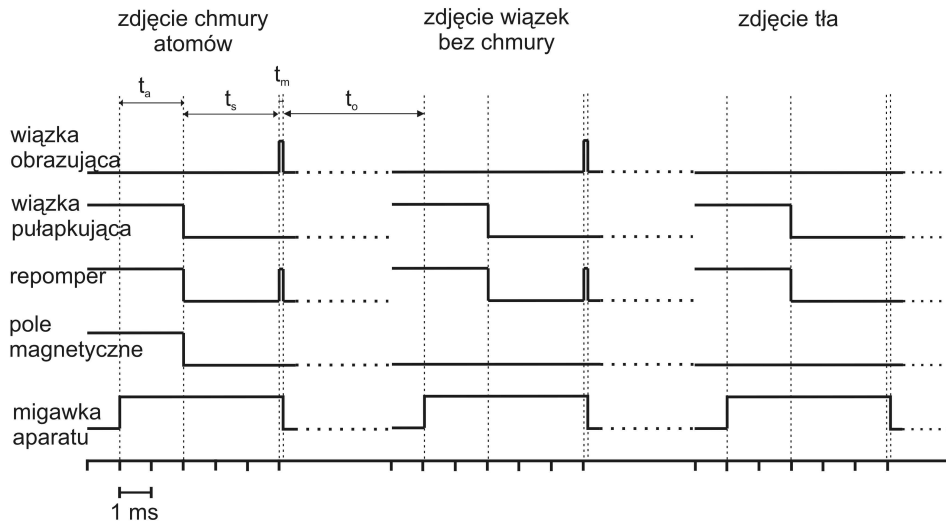 zdjęcie chmury
atomów
zdjęcie wiązek
bez chmury
zdjęcie tła
tₐ
tₛ
tₘ
tₒ
wiązka
obrazująca
wiązka
pułapkująca
repomper
pole
magnetyczne
migawka
aparatu
1 ms